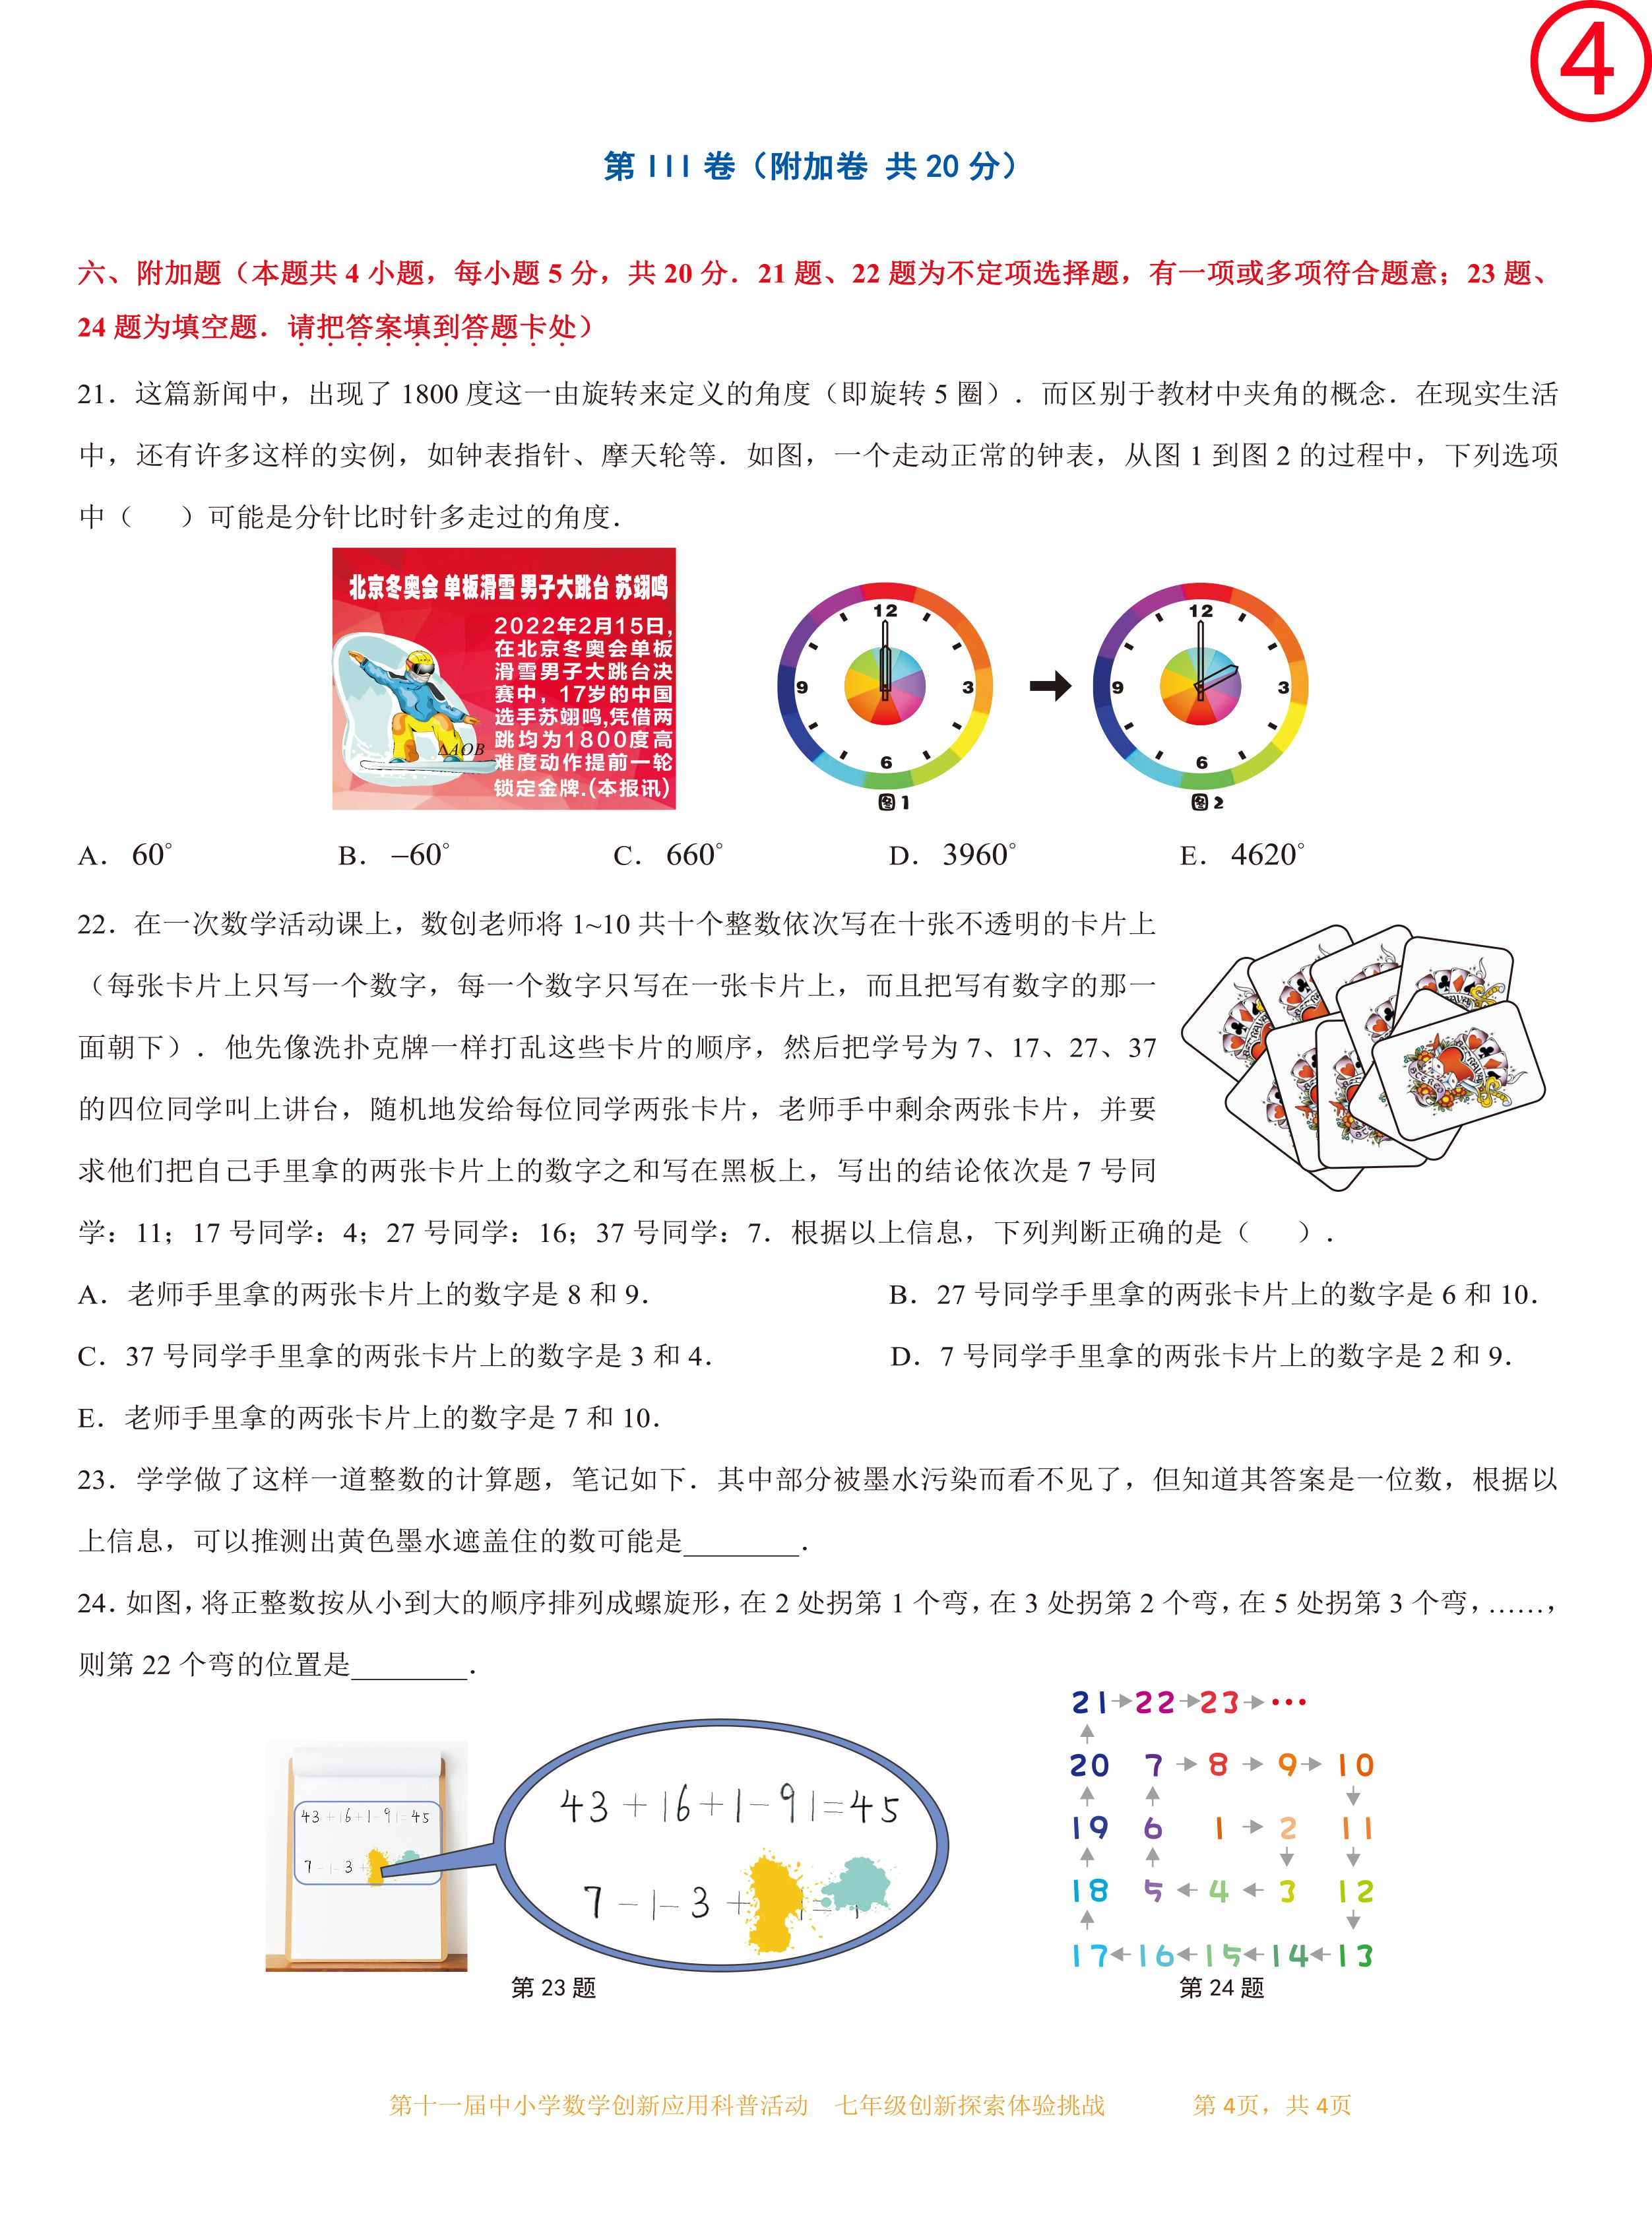 ④
第 III 卷（附加卷 共 20 分）
六、附加题（本题共 4 小题，每小题 5 分，共 20 分．21 题、22 题为不定项选择题，有一项或多项符合题意；23 题、
24 题为填空题．请把答案填到答题卡处）
21．这篇新闻中，出现了 1800 度这一由旋转来定义的角度（即旋转 5 圈）．而区别于教材中夹角的概念．在现实生活
中，还有许多这样的实例，如钟表指针、摩天轮等．如图，一个走动正常的钟表，从图 1 到图 2 的过程中，下列选项
中（　）可能是分针比时针多走过的角度．
北京冬奥会 单板滑雪 男子大跳台 苏翊鸣
2022年2月15日，
在北京冬奥会单板
滑雪男子大跳台决
赛中，17岁的中国
选手苏翊鸣,凭借两
跳均为1800度高
难度动作提前一轮
锁定金牌.(本报讯)
ΔAOB
12
9 3
6
图1
12
9 3
6
图2
A． 60° B． −60° C． 660° D． 3960° E． 4620°
22．在一次数学活动课上，数创老师将 1~10 共十个整数依次写在十张不透明的卡片上
（每张卡片上只写一个数字，每一个数字只写在一张卡片上，而且把写有数字的那一
面朝下）．他先像洗扑克牌一样打乱这些卡片的顺序，然后把学号为 7、17、27、37
的四位同学叫上讲台，随机地发给每位同学两张卡片，老师手中剩余两张卡片，并要
求他们把自己手里拿的两张卡片上的数字之和写在黑板上，写出的结论依次是 7 号同
学：11；17 号同学：4；27 号同学：16；37 号同学：7．根据以上信息，下列判断正确的是（　）．
A．老师手里拿的两张卡片上的数字是 8 和 9． B．27 号同学手里拿的两张卡片上的数字是 6 和 10．
C．37 号同学手里拿的两张卡片上的数字是 3 和 4． D．7 号同学手里拿的两张卡片上的数字是 2 和 9．
E．老师手里拿的两张卡片上的数字是 7 和 10．
23．学学做了这样一道整数的计算题，笔记如下．其中部分被墨水污染而看不见了，但知道其答案是一位数，根据以
上信息，可以推测出黄色墨水遮盖住的数可能是________．
24．如图，将正整数按从小到大的顺序排列成螺旋形，在 2 处拐第 1 个弯，在 3 处拐第 2 个弯，在 5 处拐第 3 个弯，……，
则第 22 个弯的位置是________．
43+|6+1-9|=45
7-|-3+
43+|6+1-9|=45
7-|-3+ |=
第 23 题
21→22→23→…
20 7→8→9→10
19 6 1→2 11
18 5←4←3 12
17←16←15←14←13
第 24 题
第十一届中小学数学创新应用科普活动 七年级创新探索体验挑战 第 4页，共 4页